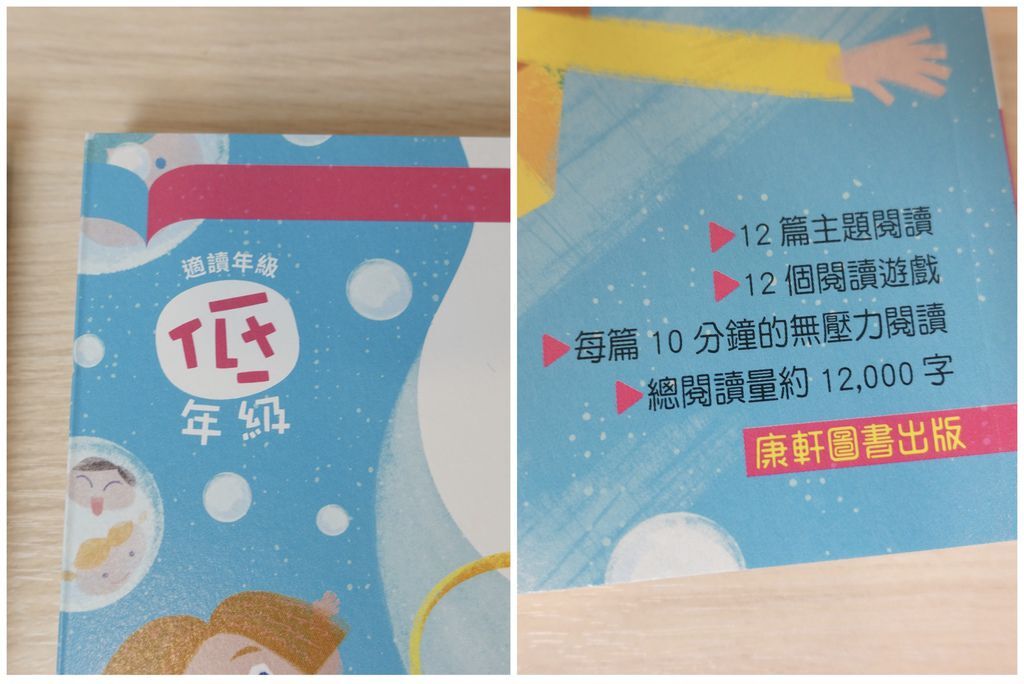 適讀年級
低
年級
12 篇主題閱讀
12 個閱讀遊戲
每篇 10 分鐘的無壓力閱讀
總閱讀量約 12,000 字
康軒圖書出版